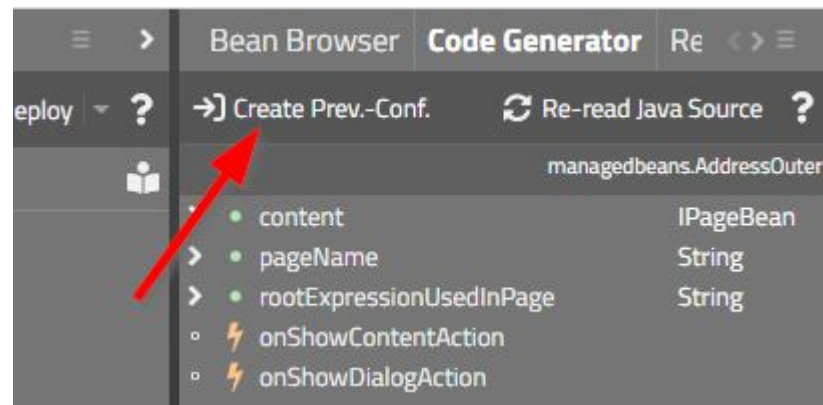 Bean Browser Code Generator Re
eploy ? Create Prev.-Conf. Re-read Java Source ?
managedbeans.AddressOuter
content IPageBean
pageName String
rootExpressionUsedInPage String
onShowContentAction
onShowDialogAction